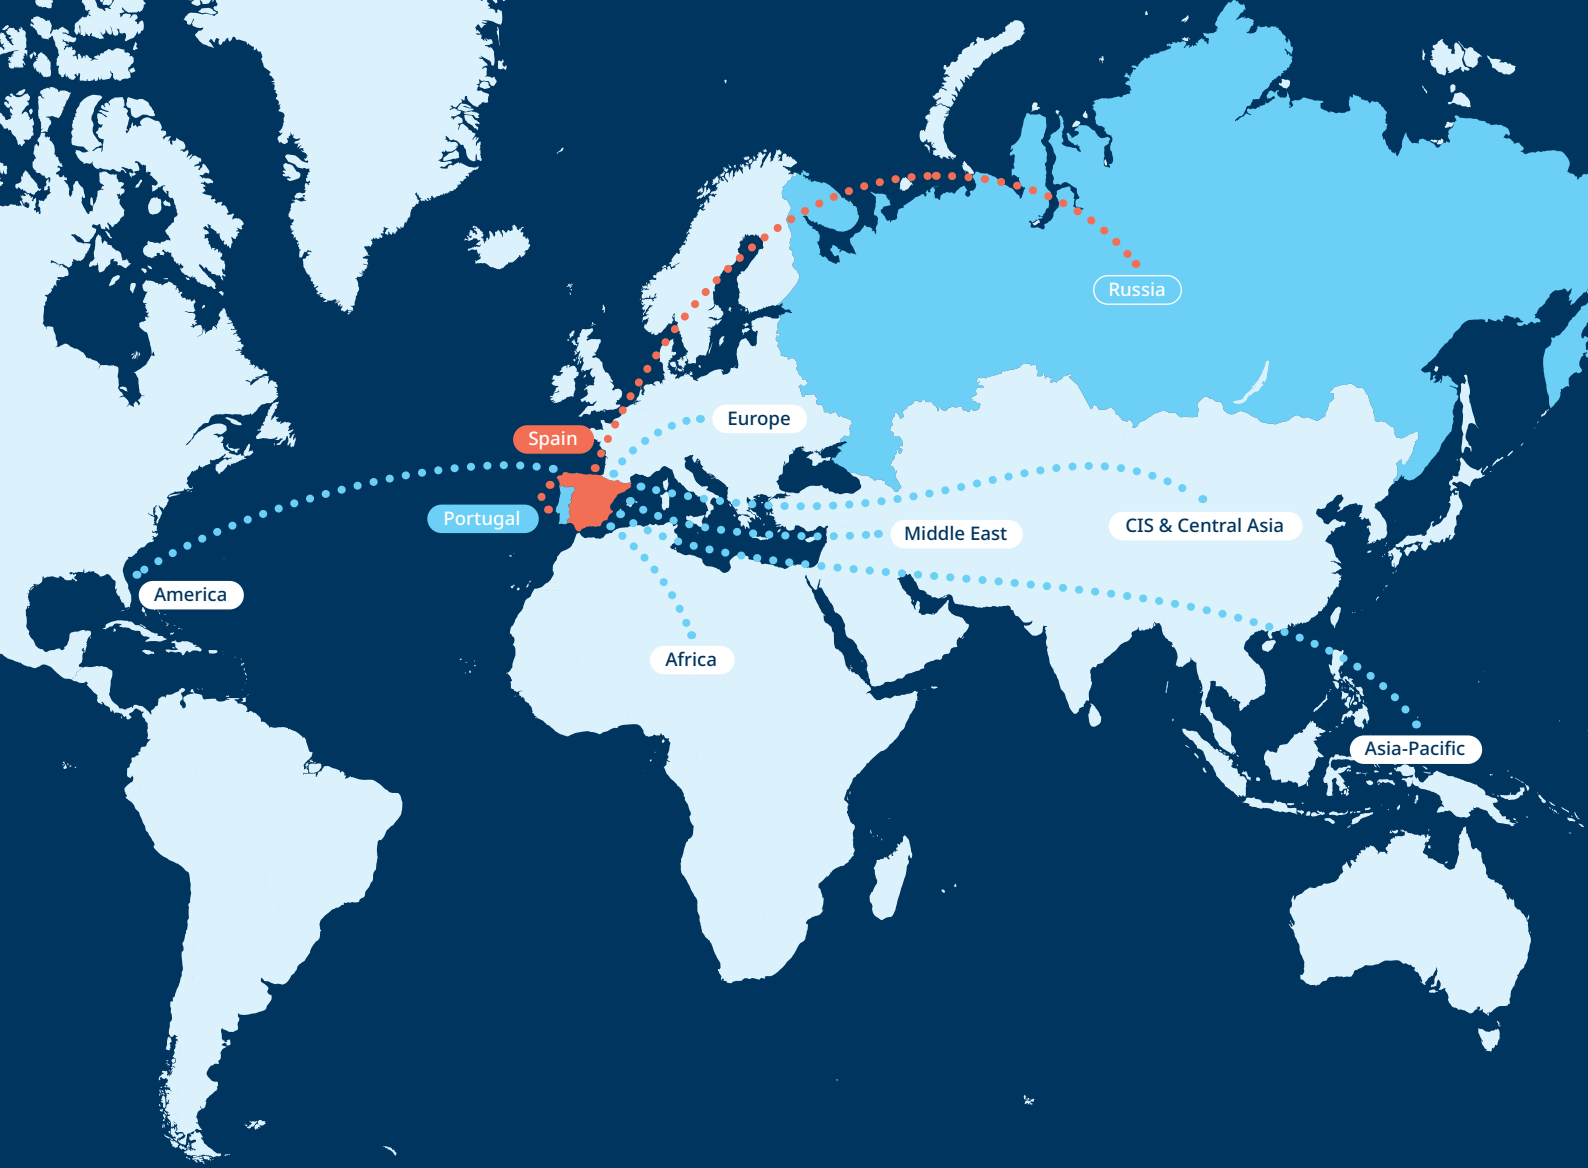 Russia
Europe
Spain
Portugal
CIS & Central Asia
Middle East
America
Africa
Asia-Pacific